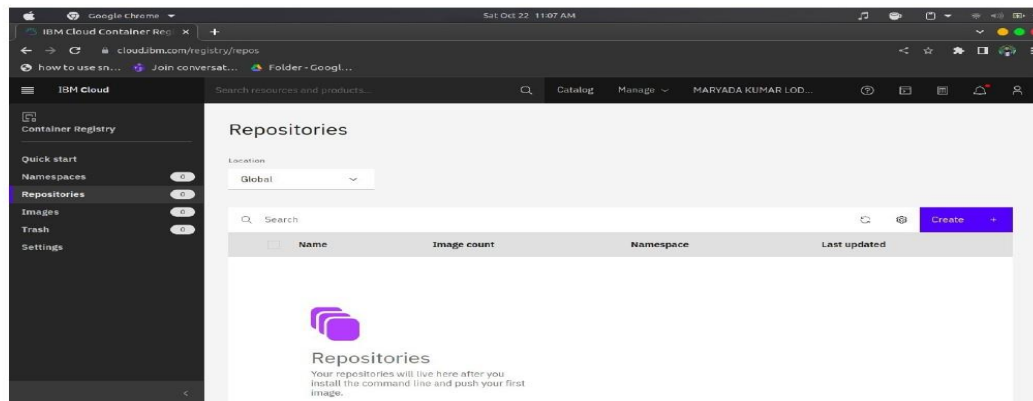 Google Chrome
Sat Oct 22 11:07 AM
IBM Cloud Container Reg
cloud.ibm.com/registry/repos
how to use sn...
Join conversat...
Folder - Googl...
IBM Cloud
Search resources and products...
Catalog
Manage
MARYADA KUMAR LOD...
Container Registry
Quick start
Namespaces 0
Repositories 0
Images 0
Trash 0
Settings
Repositories
Location
Global
Search
Create +
Name Image count Namespace Last updated
Repositories
Your repositories will live here after you
install the command line and push your first
image.